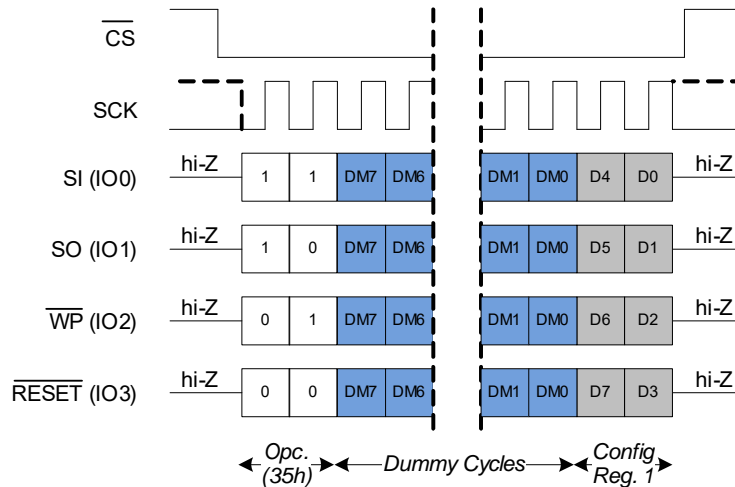 CS
SCK
hi-Z
SI (IO0)
1 1 DM7 DM6 DM1 DM0 D4 D0
hi-Z
hi-Z
SO (IO1)
1 0 DM7 DM6 DM1 DM0 D5 D1
hi-Z
hi-Z
WP (IO2)
0 1 DM7 DM6 DM1 DM0 D6 D2
hi-Z
hi-Z
RESET (IO3)
0 0 DM7 DM6 DM1 DM0 D7 D3
hi-Z
Opc.
(35h)
Dummy Cycles
Config
Reg. 1